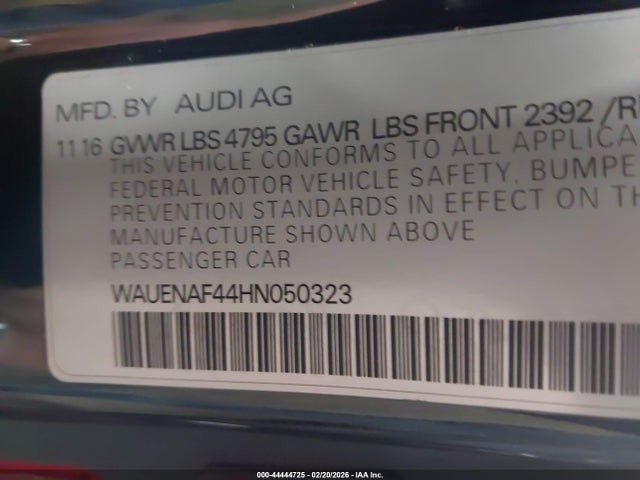 MFD. BY AUDI AG
11 16 GVWR LBS 4795 GAWR LBS FRONT 2392 /R
THIS VEHICLE CONFORMS TO ALL APPLICA
FEDERAL MOTOR VEHICLE SAFETY, BUMPE
PREVENTION STANDARDS IN EFFECT ON TH
MANUFACTURE SHOWN ABOVE
PASSENGER CAR
WAUENAF44HN050323
000-44444725 - 02/20/2026 - IAA Inc.